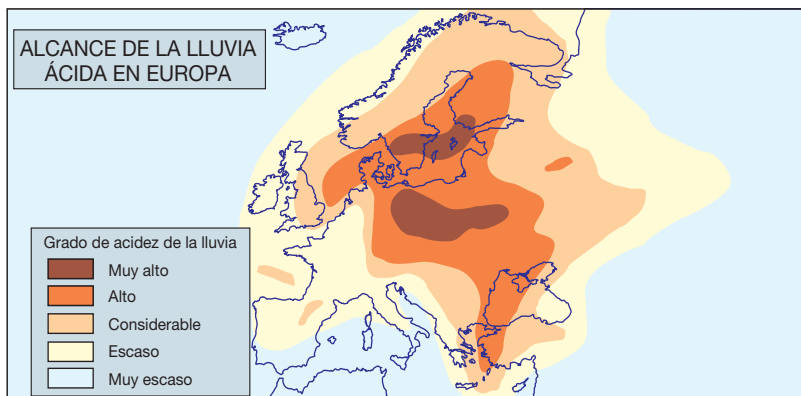 ALCANCE DE LA LLUVIA
ÁCIDA EN EUROPA
Grado de acidez de la lluvia
Muy alto
Alto
Considerable
Escaso
Muy escaso